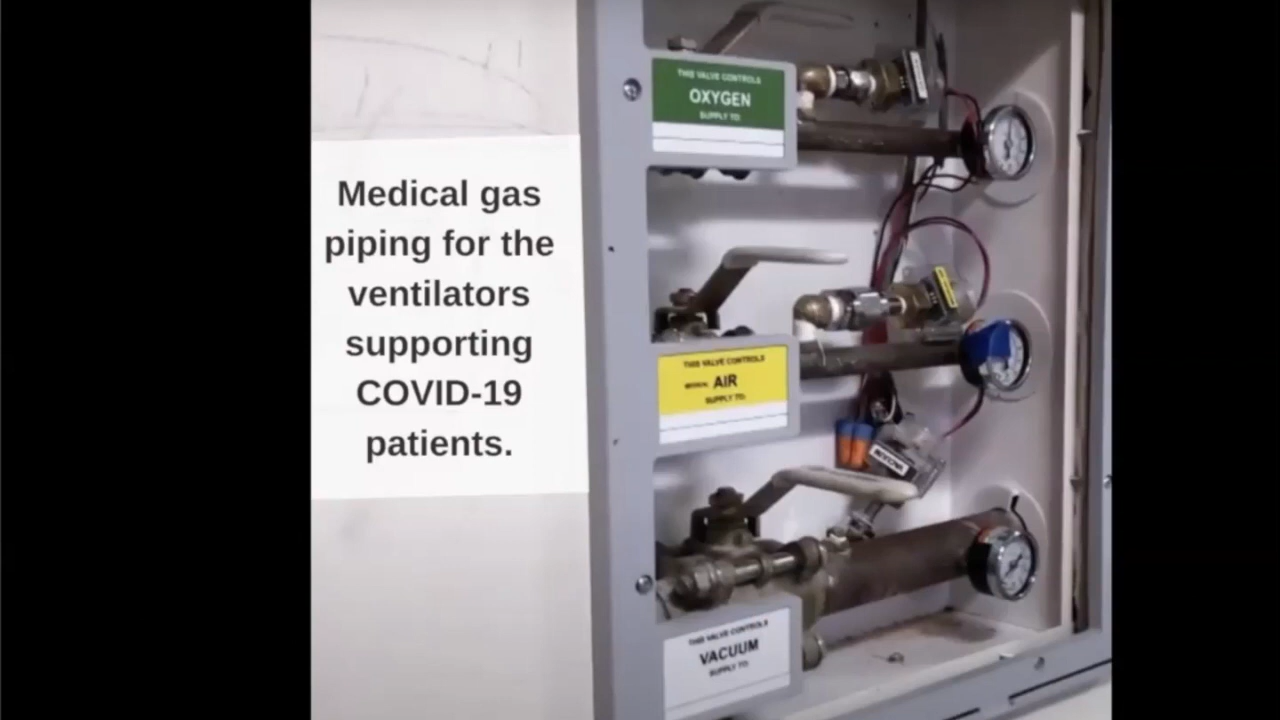 Medical gas
piping for the
ventilators
supporting
COVID-19
patients.
THIS VALVE CONTROLS
OXYGEN
SUPPLY TO:
THIS VALVE CONTROLS
MEDICAL AIR
SUPPLY TO:
THIS VALVE CONTROLS
VACUUM
SUPPLY TO: